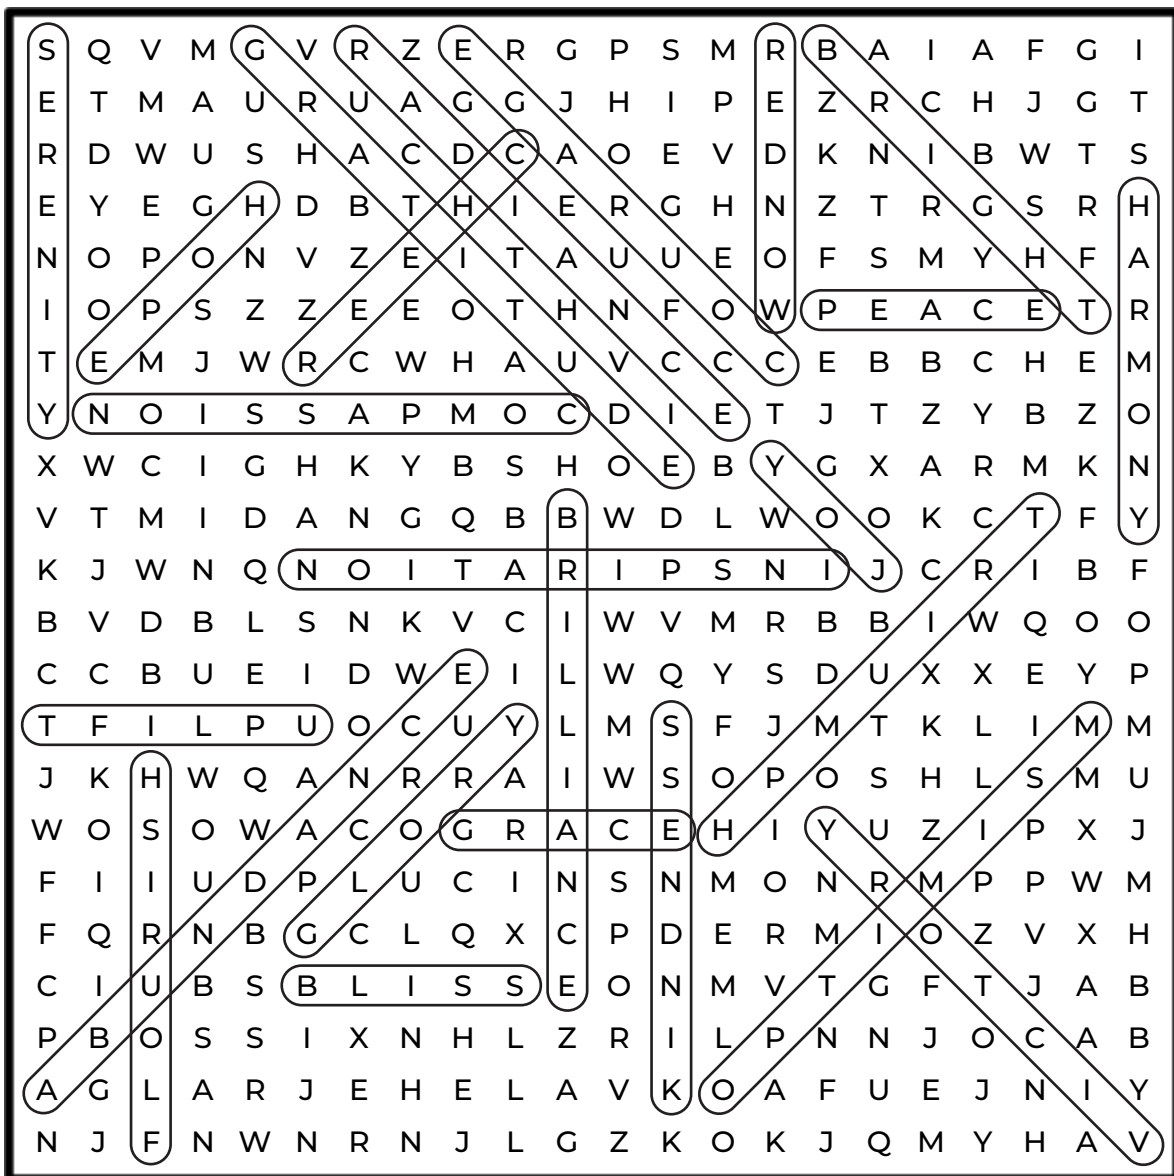 S Q V M G V R Z E R G P S M R B A I A F G I
E T M A U R U A G G J H I P E Z R C H J G T
R D W U S H A C D C A O E V D K N I B W T S
E Y E G H D B T H I E R G H N Z T R G S R H
N O P O N V Z E I T A U U E O F S M Y H F A
I O P S Z Z E E O T H N F O W P E A C E T R
T E M J W R C W H A U V C C C E B B C H E M
Y N O I S S A P M O C D I E T J T Z Y B Z O
X W C I G H K Y B S H O E B Y G X A R M K N
V T M I D A N G Q B B W D L W O O K C T F Y
K J W N Q N O I T A R I P S N I J C R I B F
B V D B L S N K V C I W V M R B B I W Q O O
C C B U E I D W E I L W Q Y S D U X X E Y P
T F I L P U O C U Y L M S F J M T K L I M M
J K H W Q A N R R A I W S O P O S H L S M U
W O S O W A C O G R A C E H I Y U Z I P X J
F I I U D P L U C I N S N M O N R M P P W M
F Q R N B G C L Q X C P D E R M I O Z V X H
C I U B S B L I S S E O N M V T G F T J A B
P B O S S I X N H L Z R I L P N N J O C A B
A G L A R J E H E L A V K O A F U E J N I Y
N J F N W N R N J L G Z K O K J Q M Y H A V